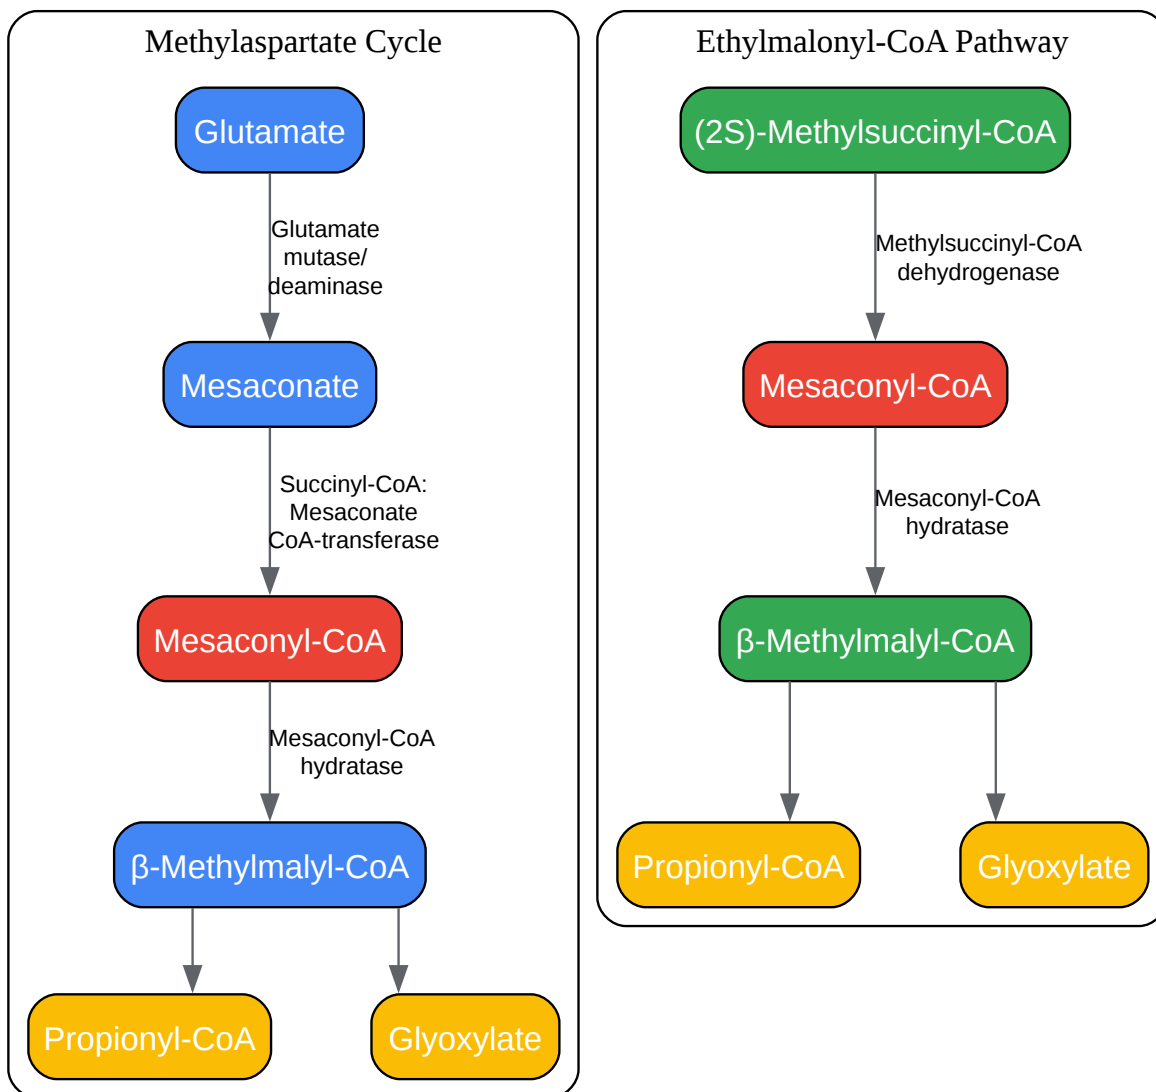 Methylaspartate Cycle
Glutamate
Glutamate
mutase/
deaminase
Mesaconate
Succinyl-CoA:
Mesaconate
CoA-transferase
Mesaconyl-CoA
Mesaconyl-CoA
hydratase
β-Methylmalyl-CoA
Propionyl-CoA
Glyoxylate
Ethylmalonyl-CoA Pathway
(2S)-Methylsuccinyl-CoA
Methylsuccinyl-CoA
dehydrogenase
Mesaconyl-CoA
Mesaconyl-CoA
hydratase
β-Methylmalyl-CoA
Propionyl-CoA
Glyoxylate